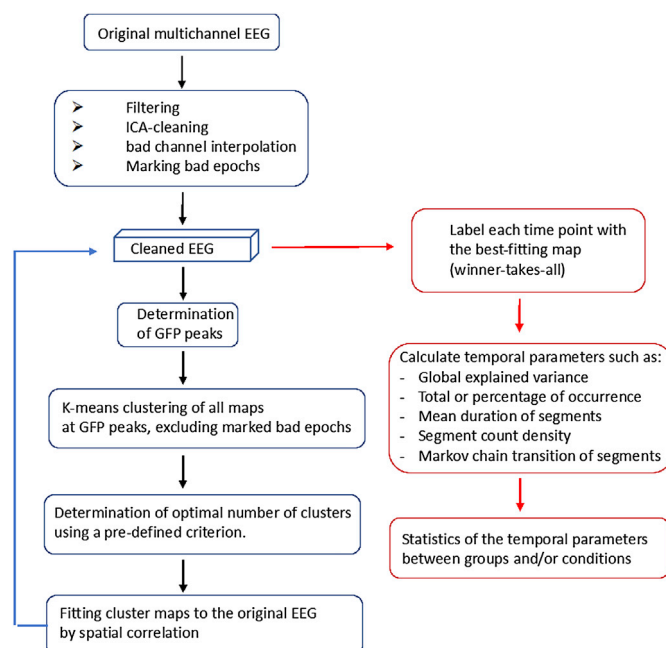 Original multichannel EEG
➢ Filtering
➢ ICA-cleaning
➢ bad channel interpolation
➢ Marking bad epochs
Cleaned EEG
Determination
of GFP peaks
K-means clustering of all maps
at GFP peaks, excluding marked bad epochs
Determination of optimal number of clusters
using a pre-defined criterion.
Fitting cluster maps to the original EEG
by spatial correlation
Label each time point with
the best-fitting map
(winner-takes-all)
Calculate temporal parameters such as:
- Global explained variance
- Total or percentage of occurrence
- Mean duration of segments
- Segment count density
- Markov chain transition of segments
Statistics of the temporal parameters
between groups and/or conditions